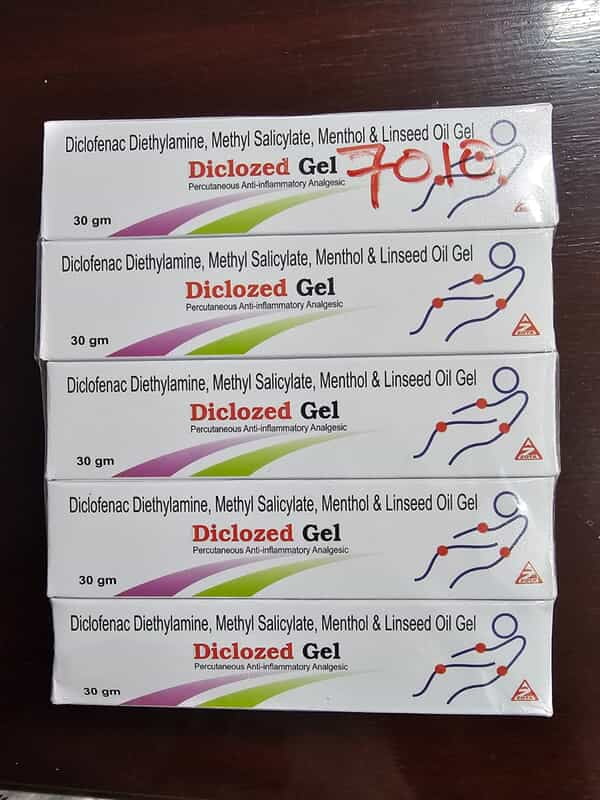 Diclofenac Diethylamine, Methyl Salicylate, Menthol & Linseed Oil Gel
Diclozed Gel 7010
Percutaneous Anti-inflammatory Analgesic
30 gm
Diclofenac Diethylamine, Methyl Salicylate, Menthol & Linseed Oil Gel
Diclozed Gel
Percutaneous Anti-inflammatory Analgesic
30 gm
ZOTA
Diclofenac Diethylamine, Methyl Salicylate, Menthol & Linseed Oil Gel
Diclozed Gel
Percutaneous Anti-inflammatory Analgesic
30 gm
ZOTA
Diclofenac Diethylamine, Methyl Salicylate, Menthol & Linseed Oil Gel
Diclozed Gel
Percutaneous Anti-inflammatory Analgesic
30 gm
ZOTA
Diclofenac Diethylamine, Methyl Salicylate, Menthol & Linseed Oil Gel
Diclozed Gel
Percutaneous Anti-inflammatory Analgesic
30 gm
ZOTA